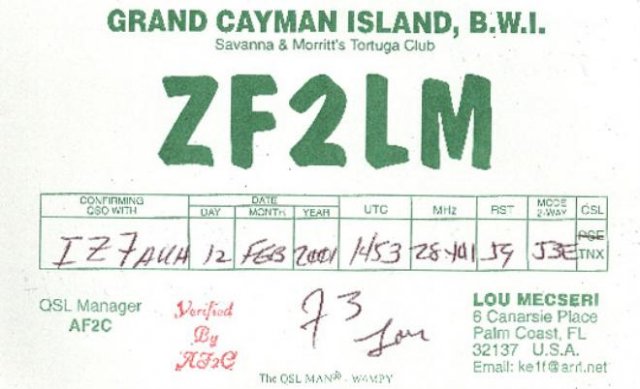 GRAND CAYMAN ISLAND, B.W.I.
Savanna & Morritt's Tortuga Club
ZF2LM
CONFIRMING QSO WITH DATE DAY MONTH YEAR UTC MHz RST MODE 2-WAY QSL
IZ7AUH 12 FEB 2001 1453 28.401 59 J3E PSE TNX
QSL Manager
AF2C
Verified
By
AF2C
73
Lou
LOU MECSERI
6 Canarsie Place
Palm Coast, FL
32137 U.S.A.
Email: ke1f@arrl.net
The QSL MAN® - W4MPY